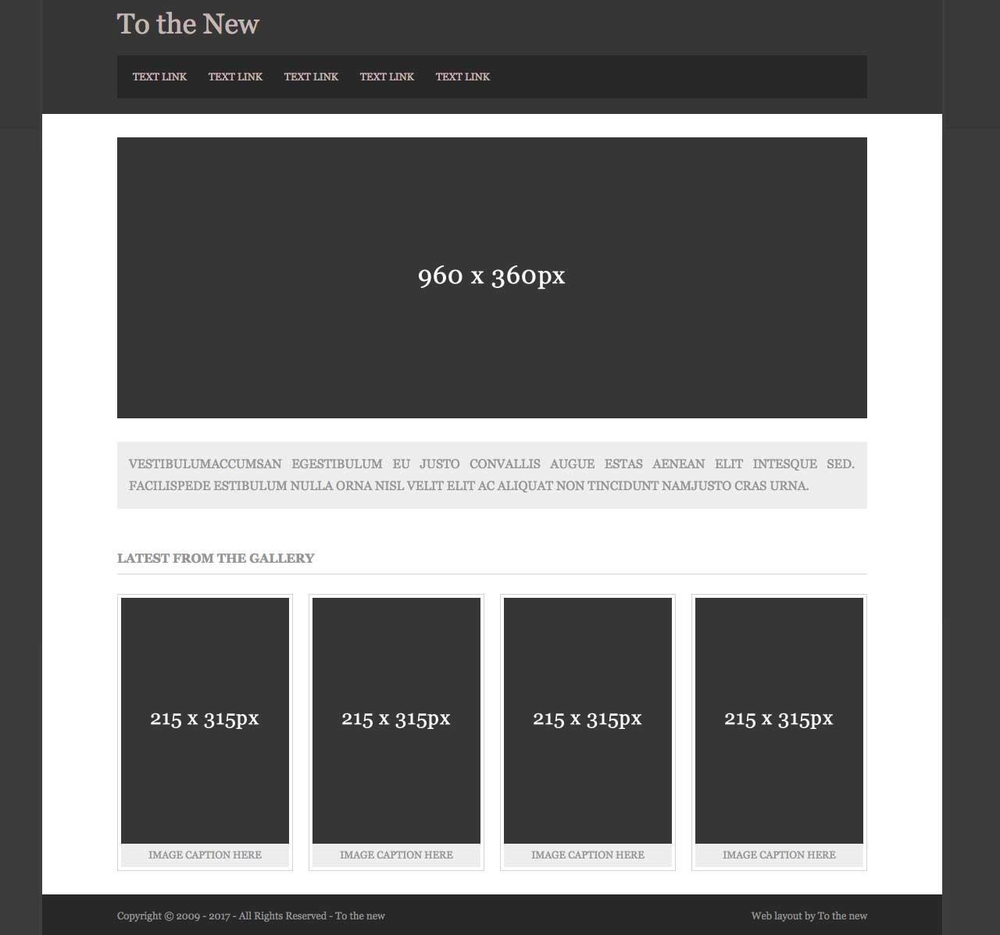 To the New
TEXT LINK TEXT LINK TEXT LINK TEXT LINK TEXT LINK
960 x 360px
VESTIBULUMACCUMSAN EGESTIBULUM EU JUSTO CONVALLIS AUGUE ESTAS AENEAN ELIT INTESQUE SED.
FACILISPEDE ESTIBULUM NULLA ORNA NISL VELIT ELIT AC ALIQUAT NON TINCIDUNT NAMJUSTO CRAS URNA.
LATEST FROM THE GALLERY
215 x 315px 215 x 315px 215 x 315px 215 x 315px
IMAGE CAPTION HERE IMAGE CAPTION HERE IMAGE CAPTION HERE IMAGE CAPTION HERE
Copyright © 2009 - 2017 - All Rights Reserved - To the new Web layout by To the new